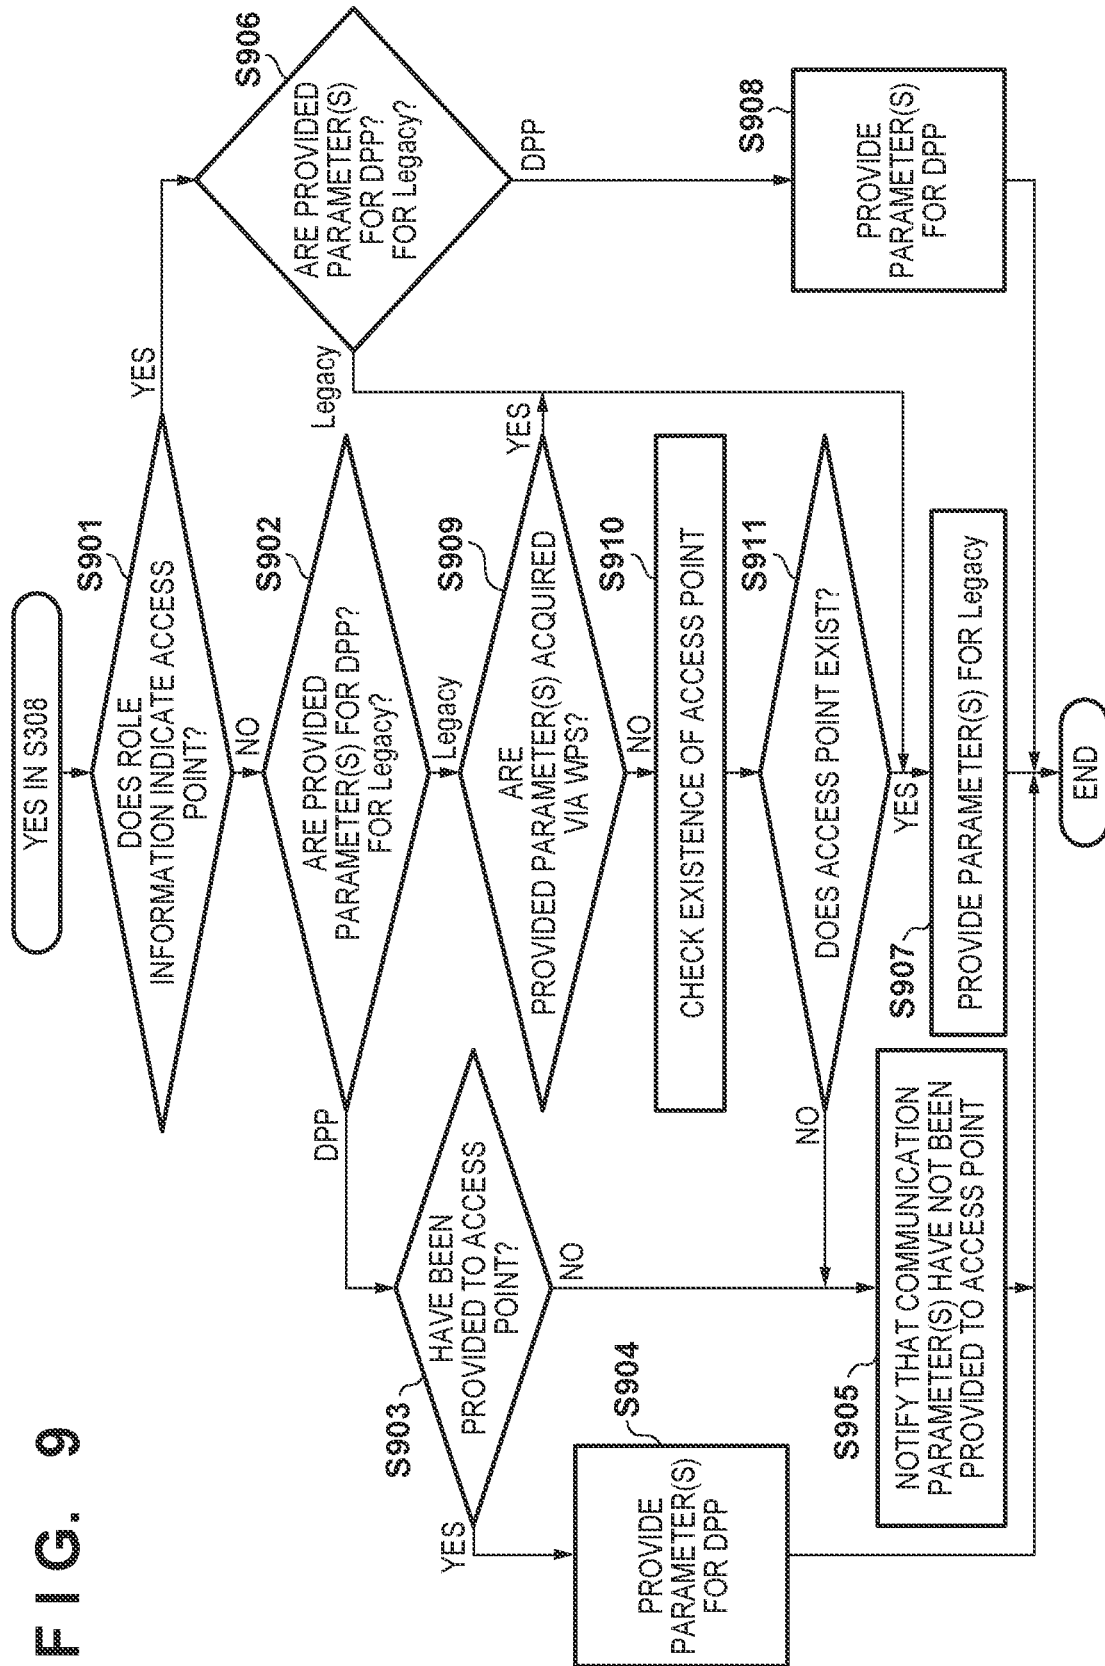 FIG. 9
YES IN S308
S901
DOES ROLE
INFORMATION INDICATE ACCESS
POINT?
YES
NO
S902
ARE PROVIDED
PARAMETER(S) FOR DPP?
FOR Legacy?
DPP
Legacy
S903
HAVE BEEN
PROVIDED TO ACCESS
POINT?
YES
NO
S904
PROVIDE
PARAMETER(S)
FOR DPP
S905
NOTIFY THAT COMMUNICATION
PARAMETER(S) HAVE NOT BEEN
PROVIDED TO ACCESS POINT
S906
ARE PROVIDED
PARAMETER(S)
FOR DPP?
FOR Legacy?
Legacy
DPP
S908
PROVIDE
PARAMETER(S)
FOR DPP
S909
ARE
PROVIDED PARAMETER(S) ACQUIRED
VIA WPS?
YES
NO
S910
CHECK EXISTENCE OF ACCESS POINT
S911
DOES ACCESS POINT EXIST?
NO
YES
S907
PROVIDE PARAMETER(S) FOR Legacy
END